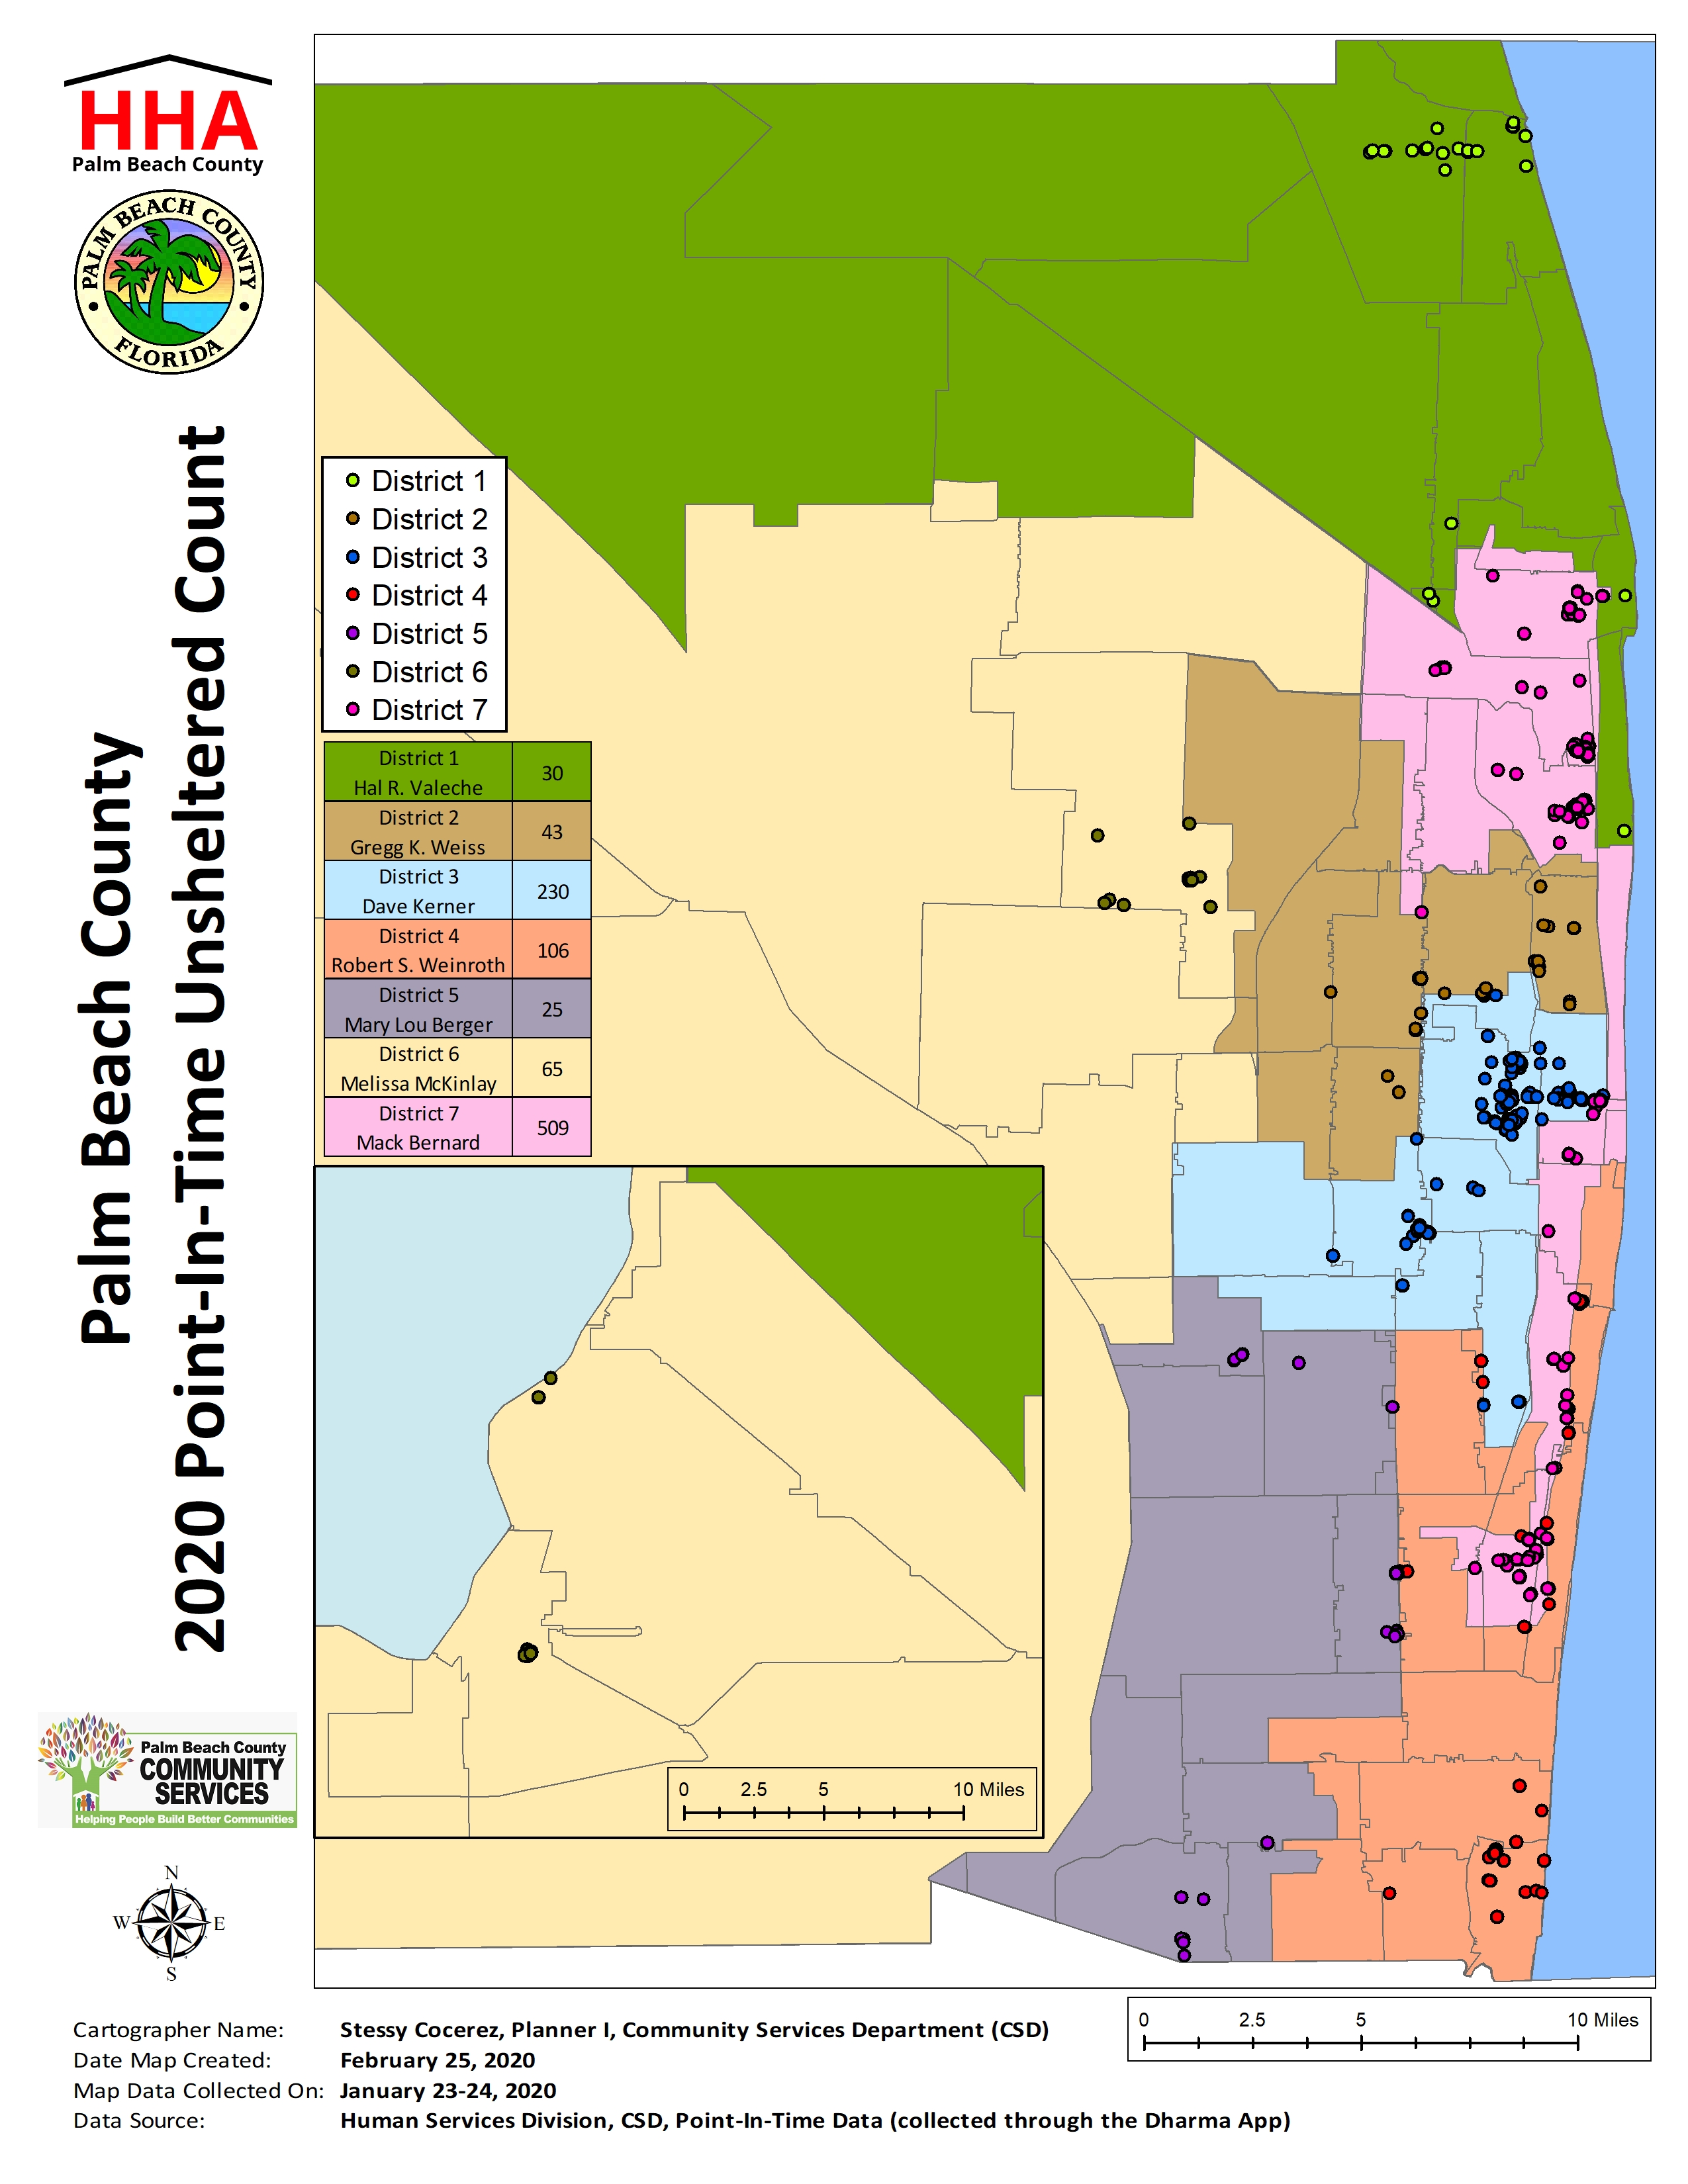 HHA
Palm Beach County
PALM BEACH COUNTY
FLORIDA
Palm Beach County
2020 Point-In-Time Unsheltered Count
District 1
District 2
District 3
District 4
District 5
District 6
District 7
District 1
Hal R. Valeche
30
District 2
Gregg K. Weiss
43
District 3
Dave Kerner
230
District 4
Robert S. Weinroth
106
District 5
Mary Lou Berger
25
District 6
Melissa McKinlay
65
District 7
Mack Bernard
509
0 2.5 5 10 Miles
Palm Beach County
COMMUNITY
SERVICES
Helping People Build Better Communities
N
W E
S
0 2.5 5 10 Miles
Cartographer Name: Stessy Cocerez, Planner I, Community Services Department (CSD)
Date Map Created: February 25, 2020
Map Data Collected On: January 23-24, 2020
Data Source: Human Services Division, CSD, Point-In-Time Data (collected through the Dharma App)